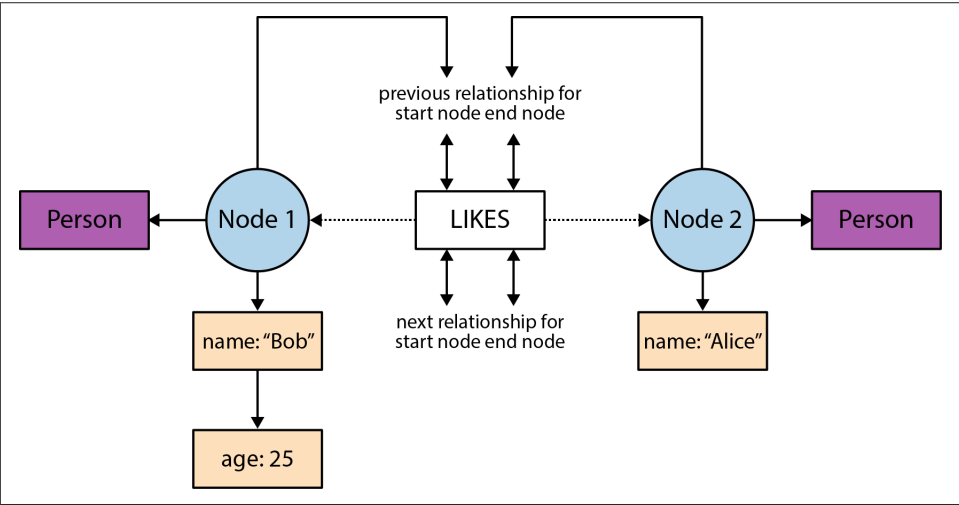 previous relationship for
start node end node
Person
Node 1
LIKES
Node 2
Person
next relationship for
start node end node
name: “Bob”
name: “Alice”
age: 25